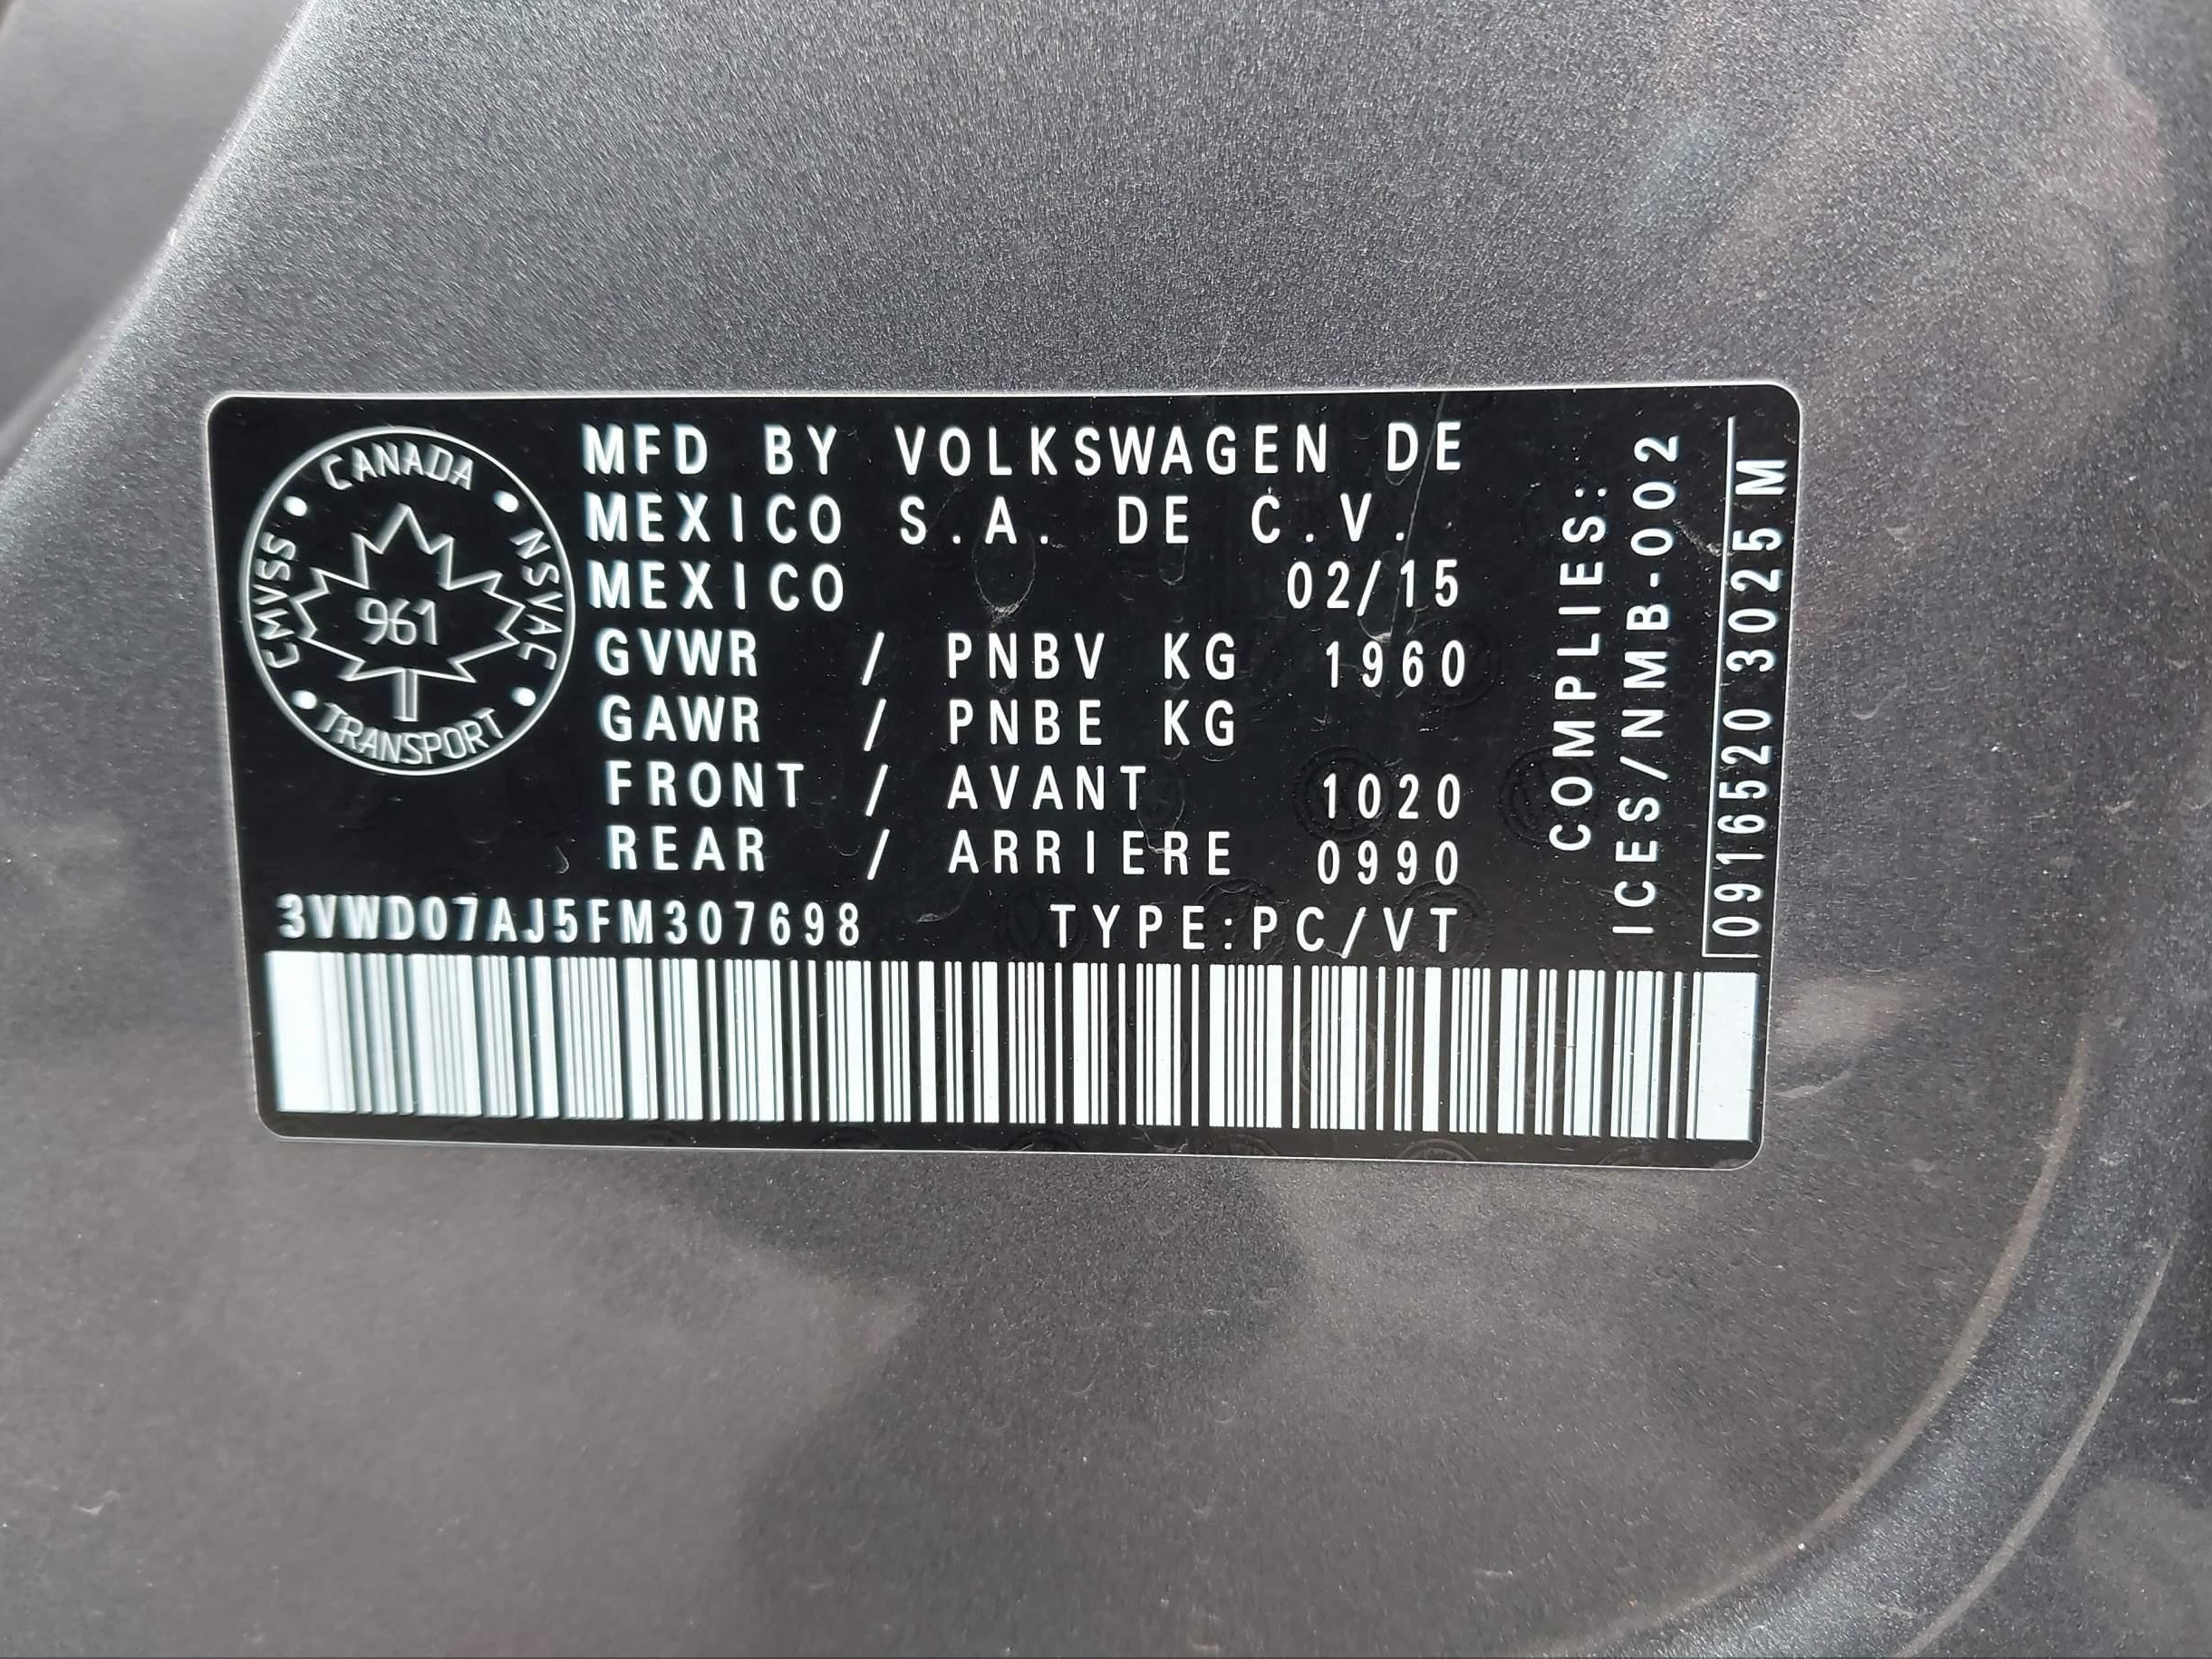 CANADA
NSVAC
TRANSPORT
CMVSS
961
MFD BY VOLKSWAGEN DE
MEXICO S.A. DE C.V.
MEXICO 02/15
GVWR / PNBV KG 1960
GAWR / PNBE KG
FRONT / AVANT 1020
REAR / ARRIERE 0990
3VWD07AJ5FM307698 TYPE:PC/VT
COMPLIES:
ICES/NMB-002
0916520 3025 M